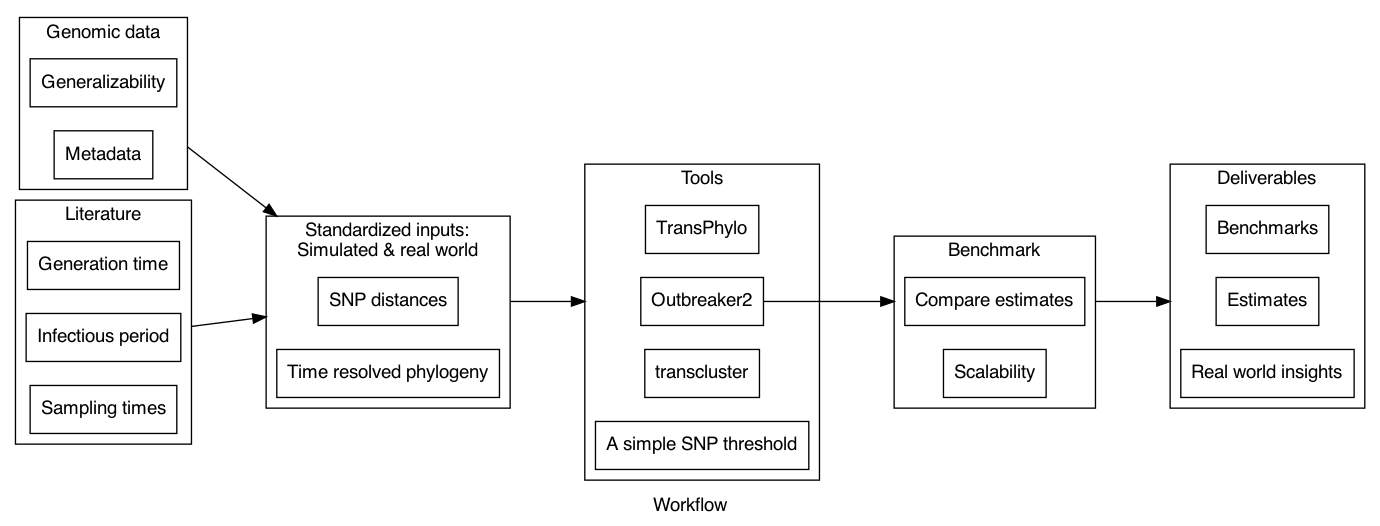 Genomic data
Generalizability
Metadata
Literature
Generation time
Infectious period
Sampling times
Standardized inputs:
Simulated & real world
SNP distances
Time resolved phylogeny
Tools
TransPhylo
Outbreaker2
transcluster
A simple SNP threshold
Benchmark
Compare estimates
Scalability
Deliverables
Benchmarks
Estimates
Real world insights
Workflow